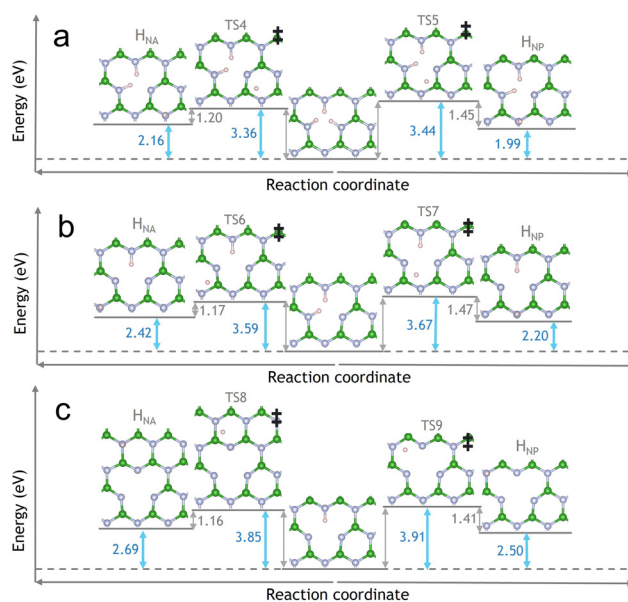 a
Energy (eV)
H_NA
TS4
TS5
H_NP
1.20
2.16
3.36
3.44
1.45
1.99
Reaction coordinate
b
Energy (eV)
H_NA
TS6
TS7
H_NP
1.17
2.42
3.59
3.67
1.47
2.20
Reaction coordinate
c
Energy (eV)
H_NA
TS8
TS9
H_NP
1.16
2.69
3.85
3.91
1.41
2.50
Reaction coordinate